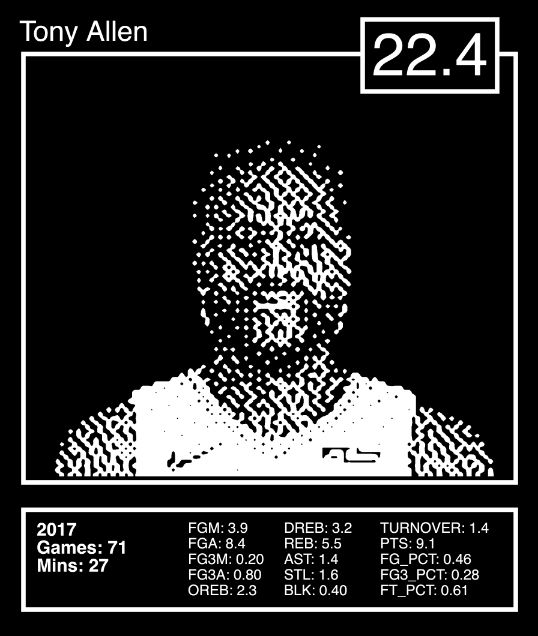 Tony Allen
22.4
2017
Games: 71
Mins: 27
FGM: 3.9
FGA: 8.4
FG3M: 0.20
FG3A: 0.80
OREB: 2.3
DREB: 3.2
REB: 5.5
AST: 1.4
STL: 1.6
BLK: 0.40
TURNOVER: 1.4
PTS: 9.1
FG_PCT: 0.46
FG3_PCT: 0.28
FT_PCT: 0.61